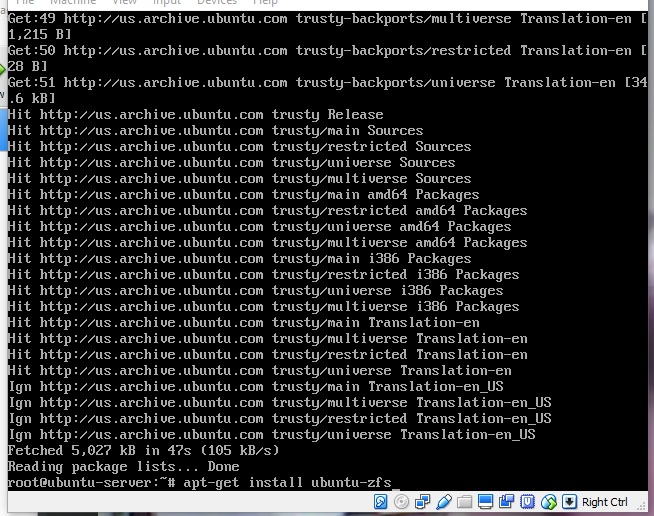 File Machine View Input Devices Help
Get:49 http://us.archive.ubuntu.com trusty-backports/multiverse Translation-en [
1,215 B]
Get:50 http://us.archive.ubuntu.com trusty-backports/restricted Translation-en [
28 B]
Get:51 http://us.archive.ubuntu.com trusty-backports/universe Translation-en [34
.6 kB]
Hit http://us.archive.ubuntu.com trusty Release
Hit http://us.archive.ubuntu.com trusty/main Sources
Hit http://us.archive.ubuntu.com trusty/restricted Sources
Hit http://us.archive.ubuntu.com trusty/universe Sources
Hit http://us.archive.ubuntu.com trusty/multiverse Sources
Hit http://us.archive.ubuntu.com trusty/main amd64 Packages
Hit http://us.archive.ubuntu.com trusty/restricted amd64 Packages
Hit http://us.archive.ubuntu.com trusty/universe amd64 Packages
Hit http://us.archive.ubuntu.com trusty/multiverse amd64 Packages
Hit http://us.archive.ubuntu.com trusty/main i386 Packages
Hit http://us.archive.ubuntu.com trusty/restricted i386 Packages
Hit http://us.archive.ubuntu.com trusty/universe i386 Packages
Hit http://us.archive.ubuntu.com trusty/multiverse i386 Packages
Hit http://us.archive.ubuntu.com trusty/main Translation-en
Hit http://us.archive.ubuntu.com trusty/multiverse Translation-en
Hit http://us.archive.ubuntu.com trusty/restricted Translation-en
Hit http://us.archive.ubuntu.com trusty/universe Translation-en
Ign http://us.archive.ubuntu.com trusty/main Translation-en_US
Ign http://us.archive.ubuntu.com trusty/multiverse Translation-en_US
Ign http://us.archive.ubuntu.com trusty/restricted Translation-en_US
Ign http://us.archive.ubuntu.com trusty/universe Translation-en_US
Fetched 5,027 kB in 47s (105 kB/s)
Reading package lists... Done
root@ubuntu-server:~# apt-get install ubuntu-zfs_
Right Ctrl